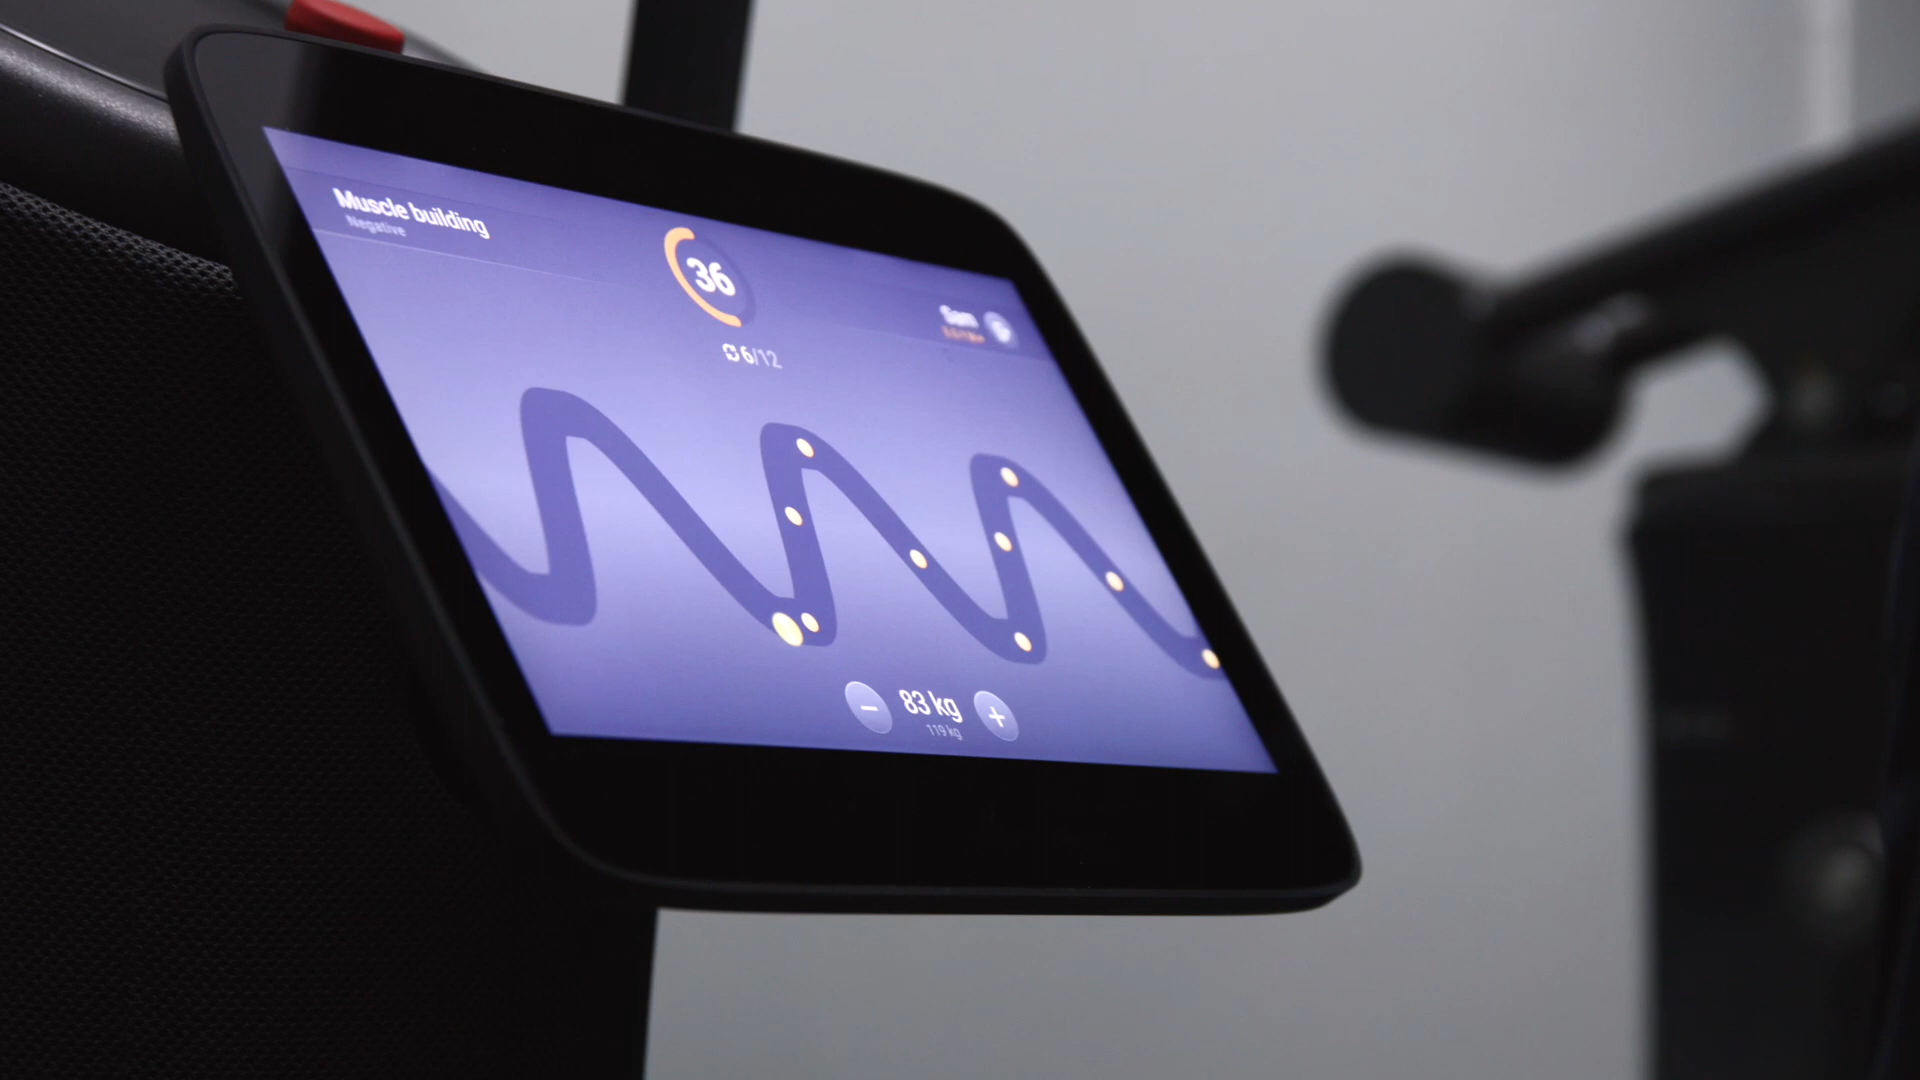 Muscle building
Negative
36
6/12
Sam
83 kg
119 kg